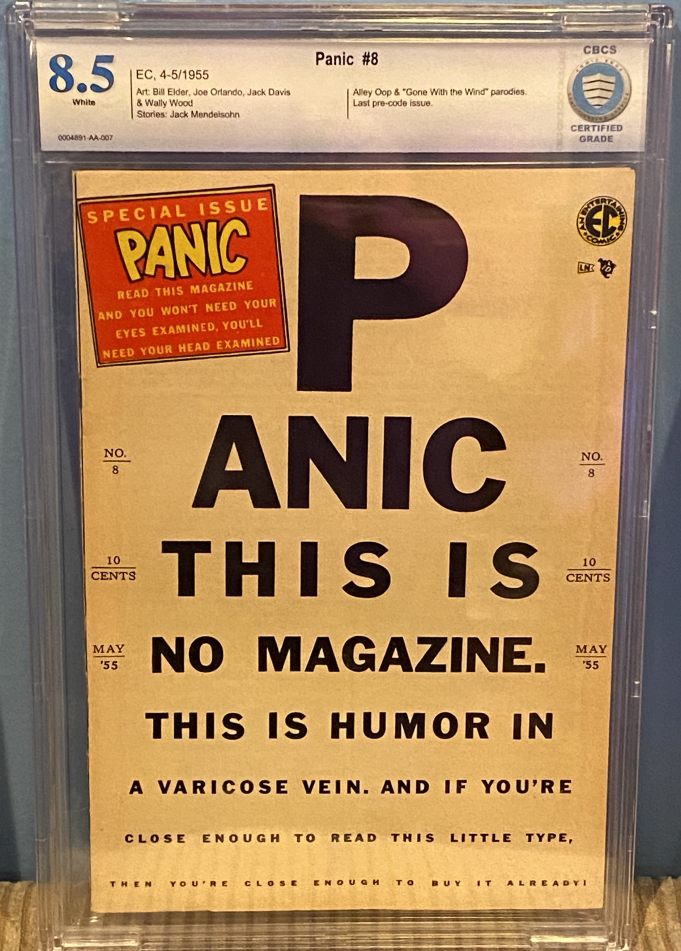 Panic #8
8.5
White
0004891-AA-007
EC, 4-5/1955
Art: Bill Elder, Joe Orlando, Jack Davis
& Wally Wood
Stories: Jack Mendelsohn
Alley Oop & "Gone With the Wind" parodies.
Last pre-code issue.
CBCS
CERTIFIED
GRADE
SPECIAL ISSUE
PANIC
READ THIS MAGAZINE
AND YOU WON'T NEED YOUR
EYES EXAMINED, YOU'LL
NEED YOUR HEAD EXAMINED
AN ENTERTAINING
EC
COMIC
P
ANIC
NO.
8
NO.
8
THIS IS
10
CENTS
10
CENTS
NO MAGAZINE.
MAY
'55
MAY
'55
THIS IS HUMOR IN
A VARICOSE VEIN. AND IF YOU'RE
CLOSE ENOUGH TO READ THIS LITTLE TYPE,
THEN YOU'RE CLOSE ENOUGH TO BUY IT ALREADY!